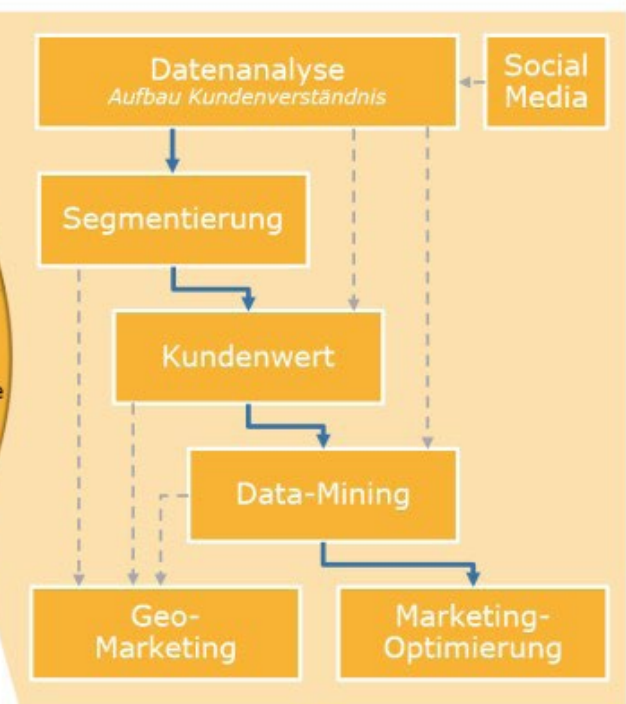 Datenanalyse
Aufbau Kundenverständnis
Social
Media
Segmentierung
Kundenwert
Data-Mining
Geo-
Marketing
Marketing-
Optimierung